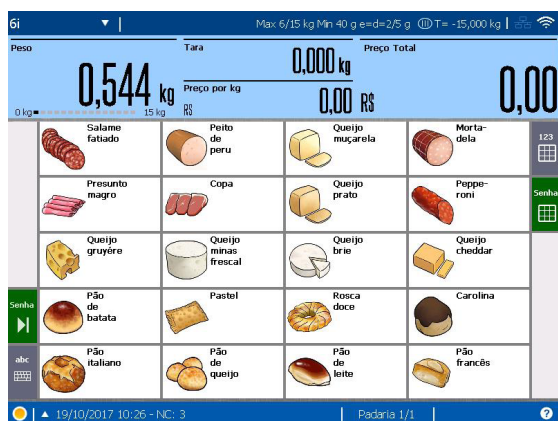 6i
Max 6/15 kg Min 40 g e=d=2/5 g III T= -15,000 kg
Peso
0,544 kg
0 kg
15 kg
Tara
0,000 kg
Preço por kg
R$
0,00 R$
Preço Total
0,00
Salame
fatiado
Peito
de
peru
Queijo
muçarela
Morta-
dela
123
Presunto
magro
Copa
Queijo
prato
Peppe-
roni
Senha
Queijo
gruyére
Queijo
minas
frescal
Queijo
brie
Queijo
cheddar
Senha
Pão
de
batata
Pastel
Rosca
doce
Carolina
abc
Pão
italiano
Pão
de
queijo
Pão
de
leite
Pão
francês
19/10/2017 10:26 - NC: 3
Padaria 1/1
?